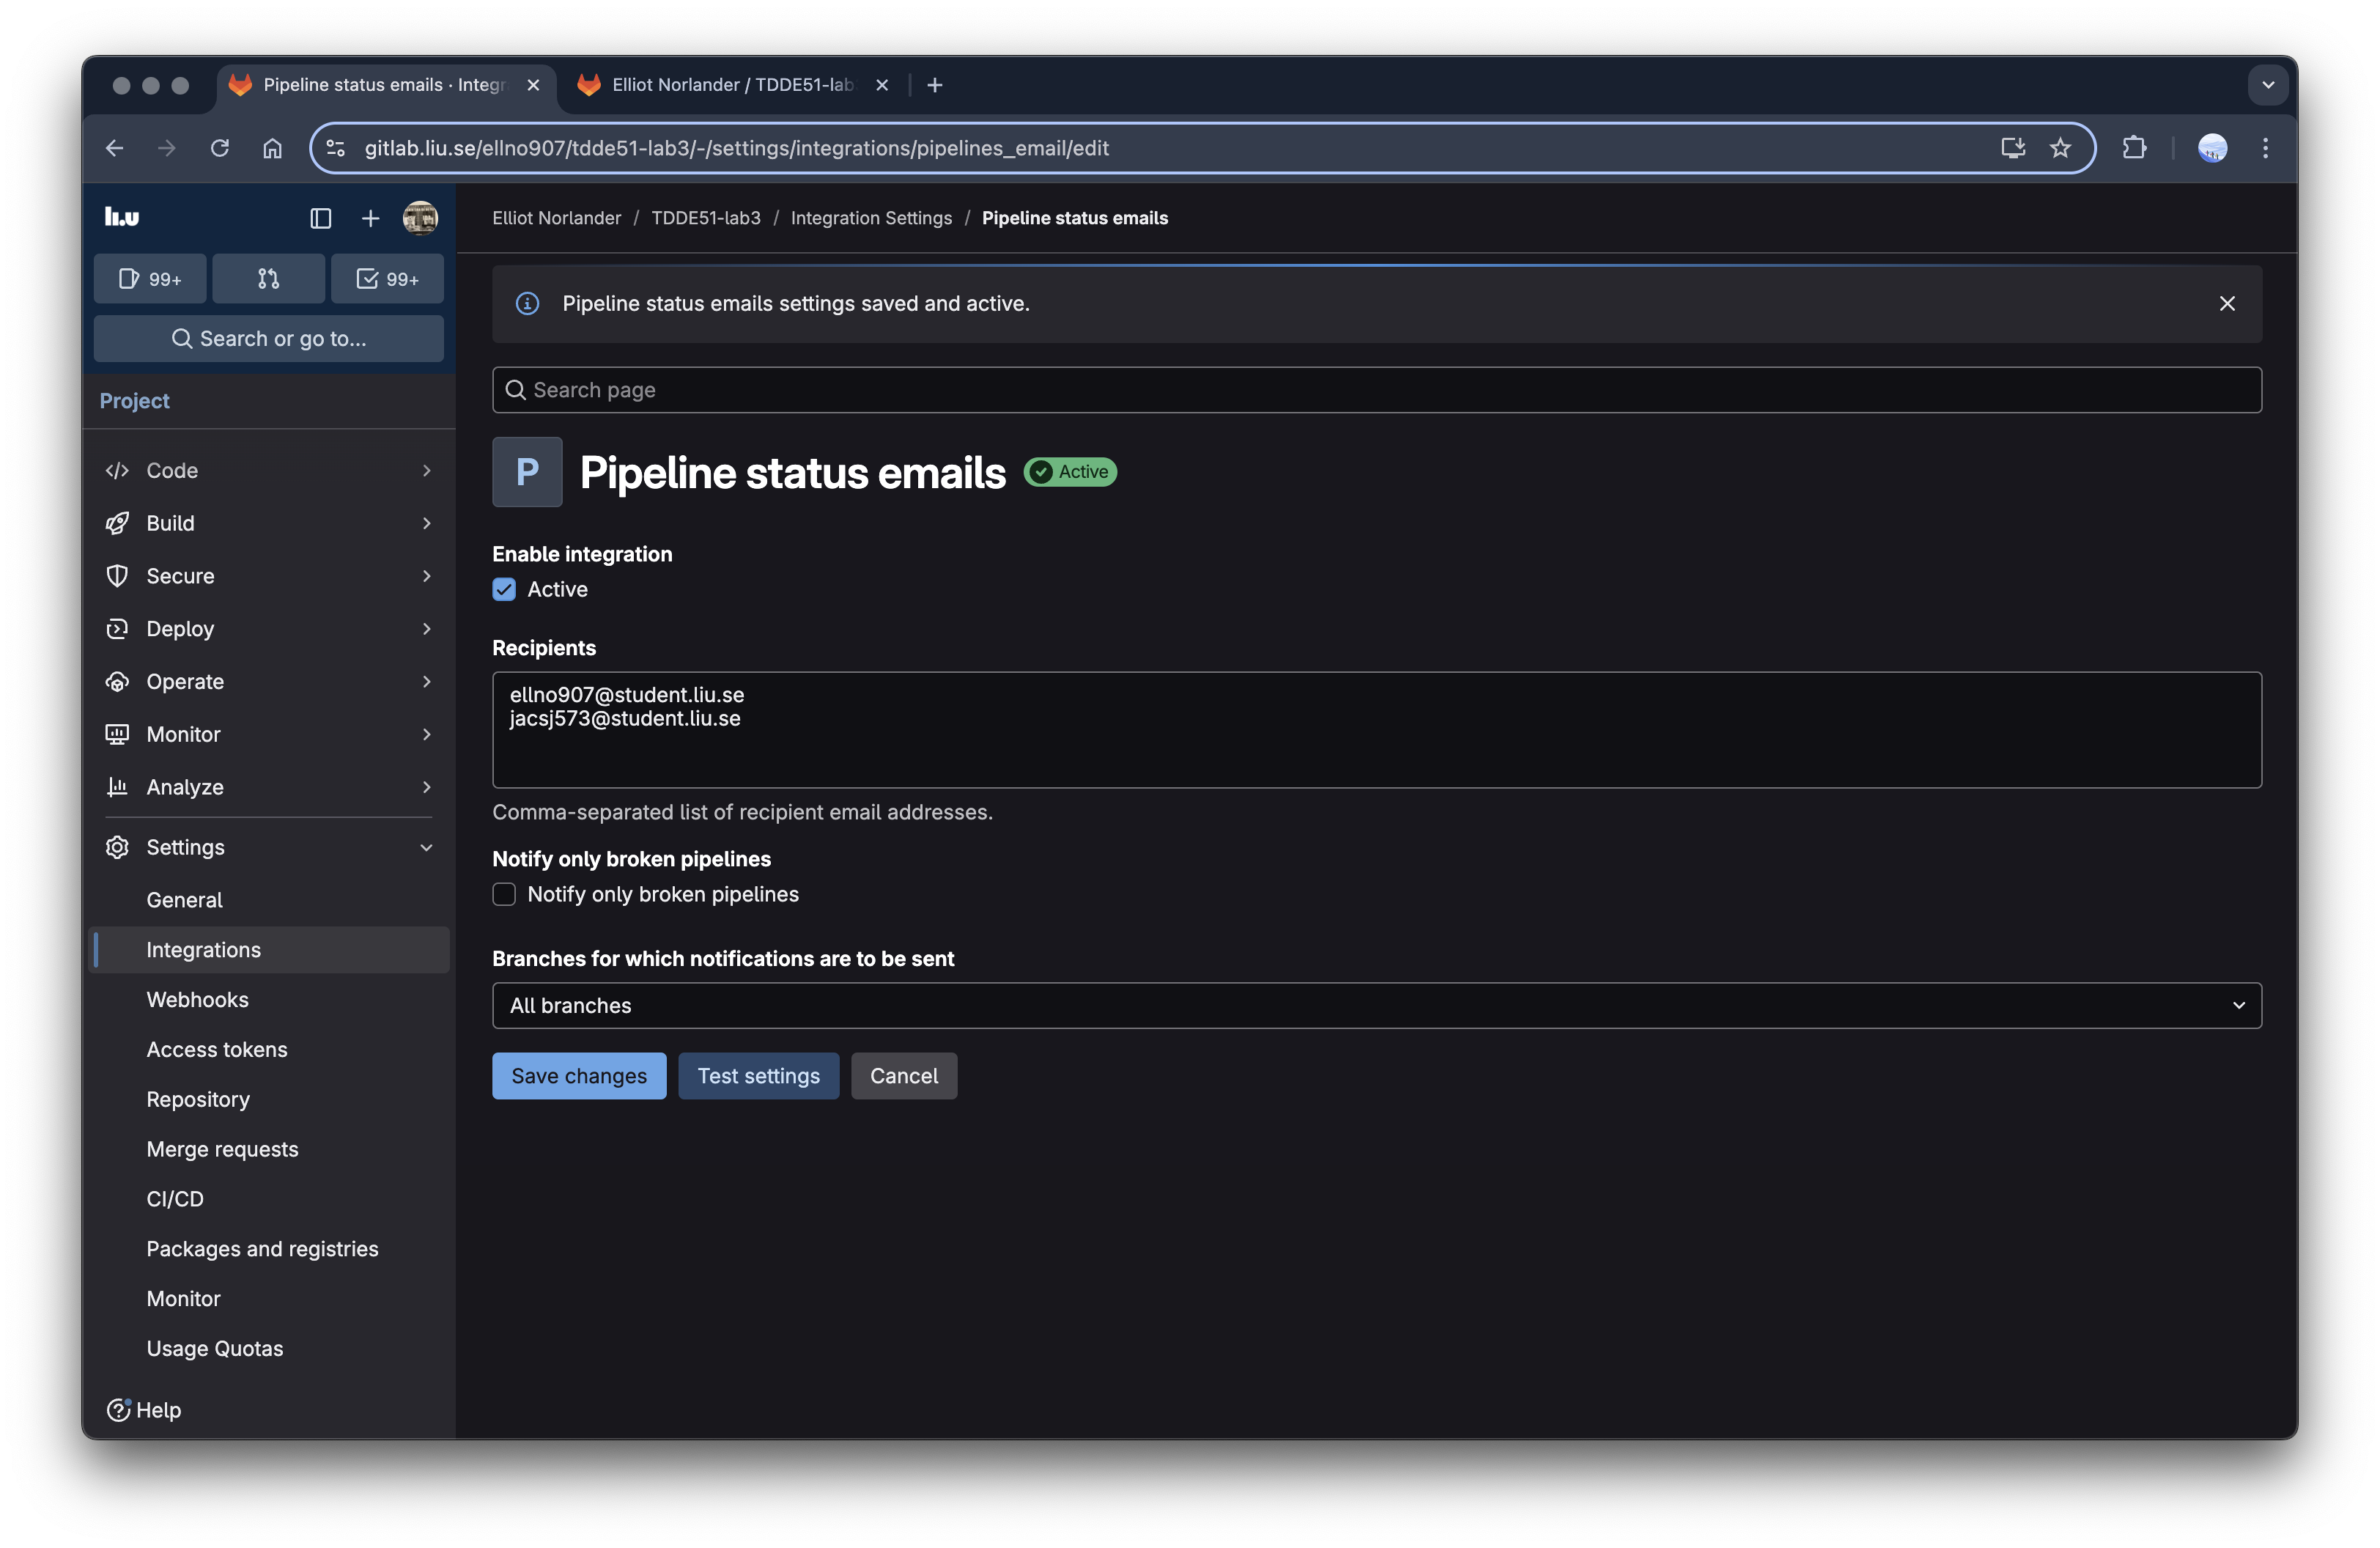 Pipeline status emails · Integr
Elliot Norlander / TDDE51-lab
gitlab.liu.se/ellno907/tdde51-lab3/-/settings/integrations/pipelines_email/edit
li.u
99+
99+
Search or go to...
Project
Code
Build
Secure
Deploy
Operate
Monitor
Analyze
Settings
General
Integrations
Webhooks
Access tokens
Repository
Merge requests
CI/CD
Packages and registries
Monitor
Usage Quotas
Help
Elliot Norlander / TDDE51-lab3 / Integration Settings / Pipeline status emails
Pipeline status emails settings saved and active.
Search page
P
Pipeline status emails
Active
Enable integration
Active
Recipients
ellno907@student.liu.se
jacsj573@student.liu.se
Comma-separated list of recipient email addresses.
Notify only broken pipelines
Notify only broken pipelines
Branches for which notifications are to be sent
All branches
Save changes
Test settings
Cancel